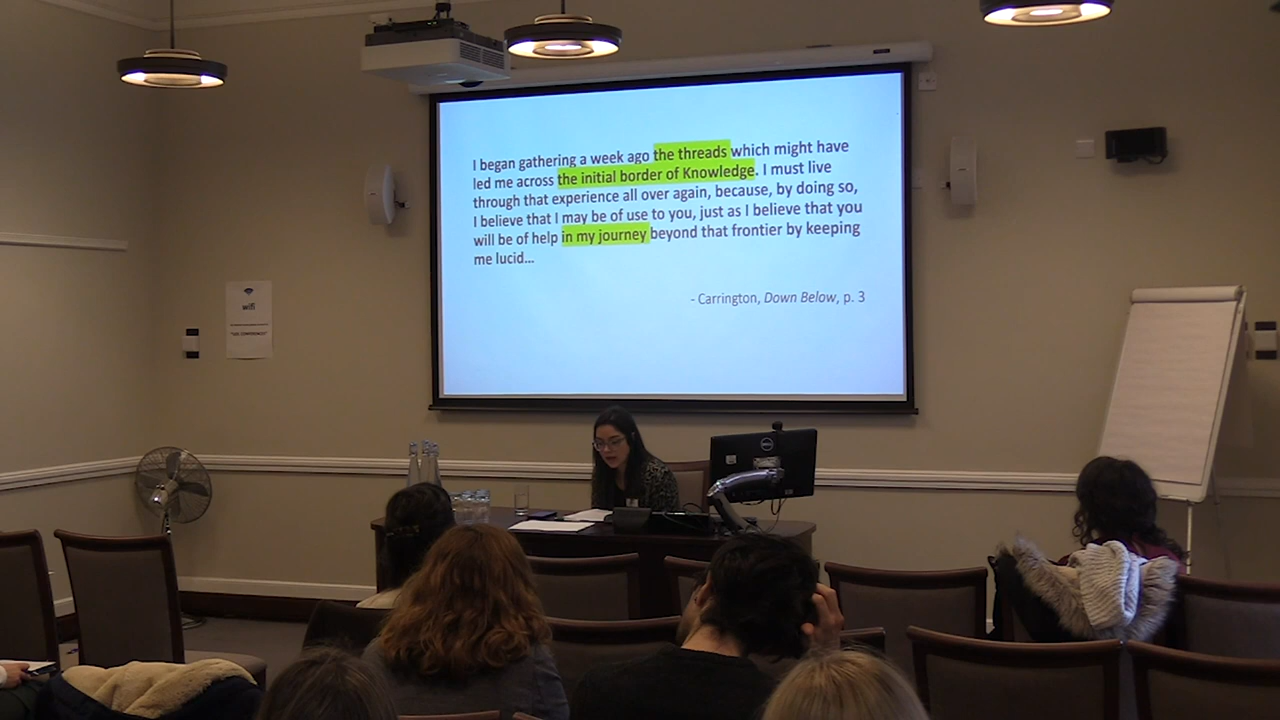 I began gathering a week ago the threads which might have
led me across the initial border of Knowledge. I must live
through that experience all over again, because, by doing so,
I believe that I may be of use to you, just as I believe that you
will be of help in my journey beyond that frontier by keeping
me lucid...
- Carrington, Down Below, p. 3
wifi
DELL